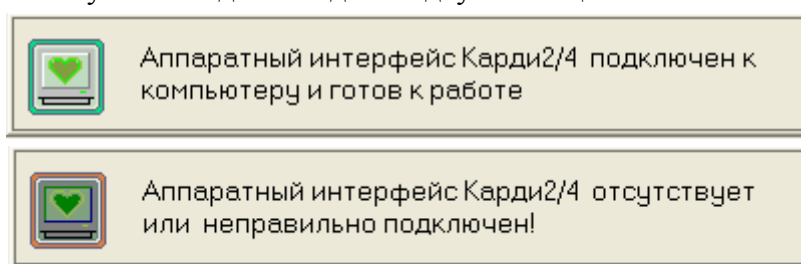 Аппаратный интерфейс Карди2/4 подключен к
компьютеру и готов к работе
Аппаратный интерфейс Карди2/4 отсутствует
или неправильно подключен!